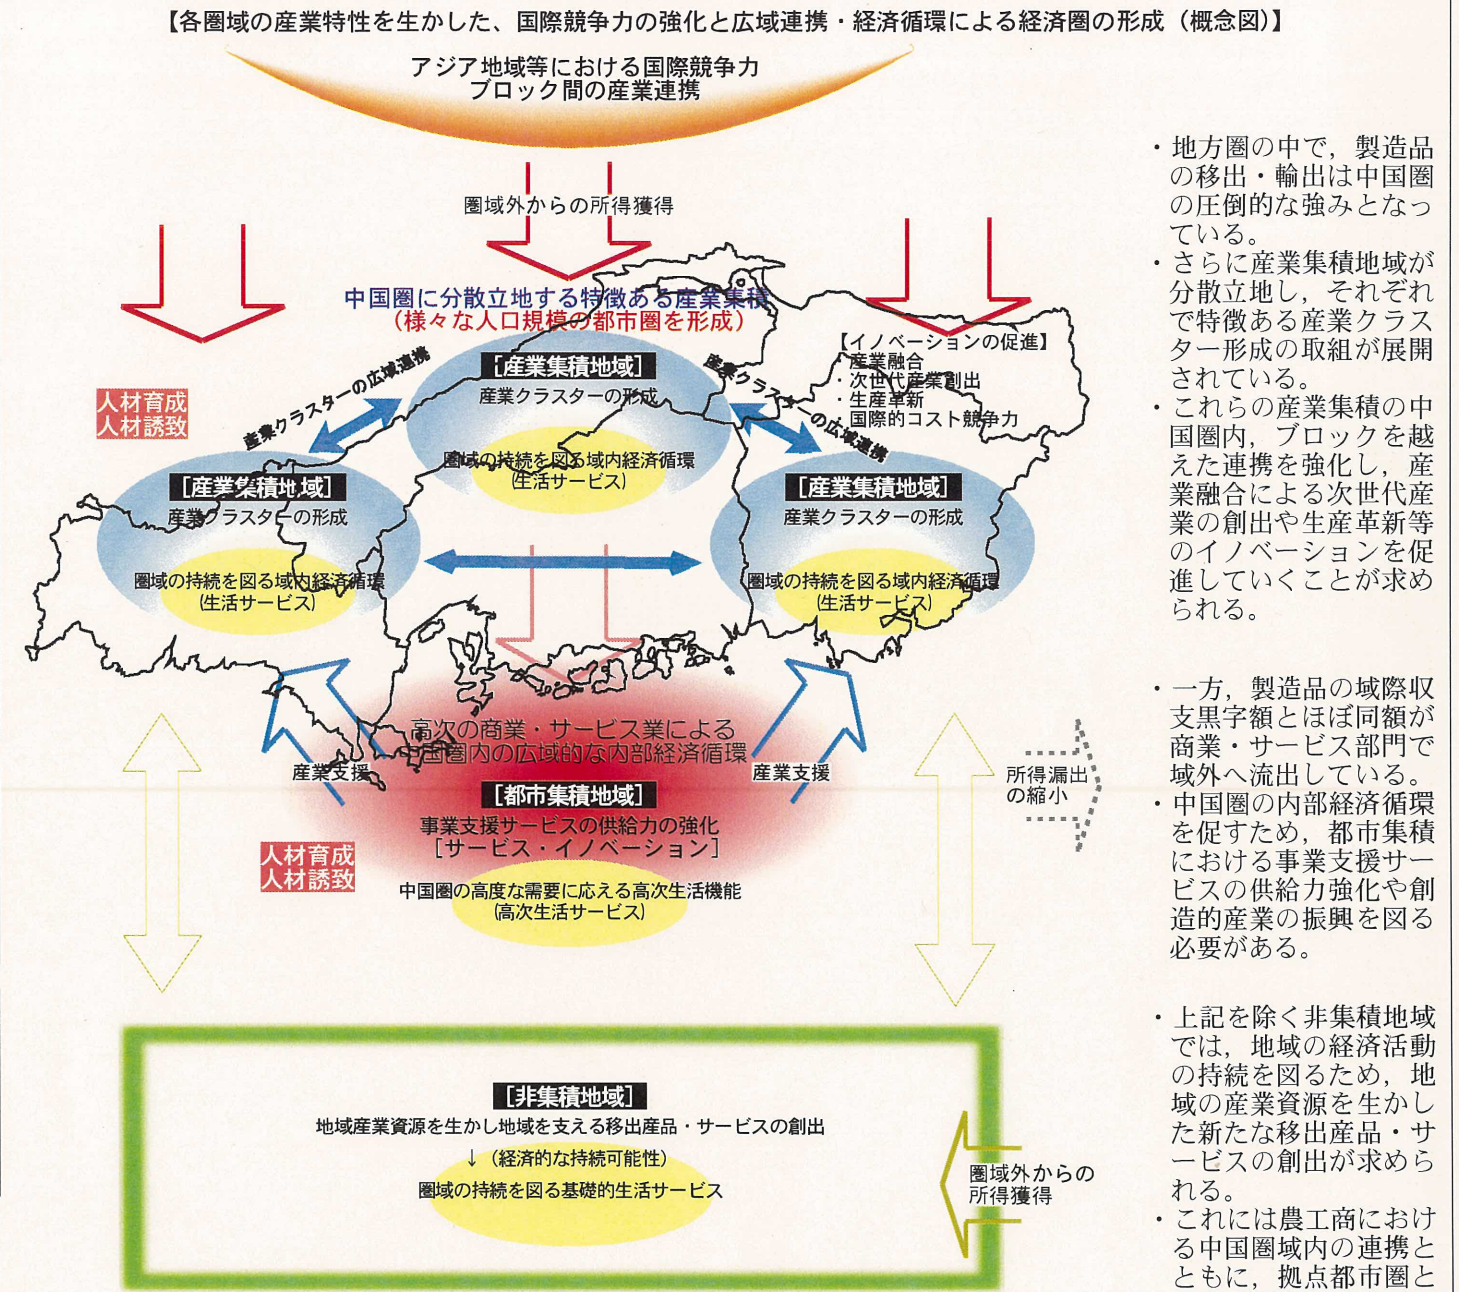 【各圏域の産業特性を生かした、国際競争力の強化と広域連携・経済循環による経済圏の形成（概念図）】
アジア地域等における国際競争力
ブロック間の産業連携
圏域外からの所得獲得
中国圏に分散立地する特徴ある産業集積
（様々な人口規模の都市圏を形成）
【イノベーションの促進】
・産業融合
・次世代産業創出
・生産革新
・国際的コスト競争力
産業クラスターの広域連携
産業クラスターの広域連携
人材育成
人材誘致
［産業集積地域］
産業クラスターの形成
圏域の持続を図る域内経済循環
（生活サービス）
［産業集積地域］
産業クラスターの形成
圏域の持続を図る域内経済循環
（生活サービス）
［産業集積地域］
産業クラスターの形成
圏域の持続を図る域内経済循環
（生活サービス）
高次の商業・サービス業による
中国圏内の広域的な内部経済循環
産業支援
産業支援
［都市集積地域］
事業支援サービスの供給力の強化
［サービス・イノベーション］
人材育成
人材誘致
中国圏の高度な需要に応える高次生活機能
（高次生活サービス）
所得漏出
の縮小
［非集積地域］
地域産業資源を生かし地域を支える移出産品・サービスの創出
↓（経済的な持続可能性）
圏域の持続を図る基礎的生活サービス
圏域外からの
所得獲得
・地方圏の中で，製造品
の移出・輸出は中国圏
の圧倒的な強みとなっ
ている。
・さらに産業集積地域が
分散立地し，それぞれ
で特徴ある産業クラス
ター形成の取組が展開
されている。
・これらの産業集積の中
国圏内，ブロックを越
えた連携を強化し，産
業融合による次世代産
業の創出や生産革新等
のイノベーションを促
進していくことが求め
られる。
・一方，製造品の域際収
支黒字額とほぼ同額が
商業・サービス部門で
域外へ流出している。
・中国圏の内部経済循環
を促すため，都市集積
における事業支援サー
ビスの供給力強化や創
造的産業の振興を図る
必要がある。
・上記を除く非集積地域
では，地域の経済活動
の持続を図るため，地
域の産業資源を生かし
た新たな移出産品・サ
ービスの創出が求めら
れる。
・これには農工商におけ
る中国圏域内の連携と
ともに，拠点都市圏と